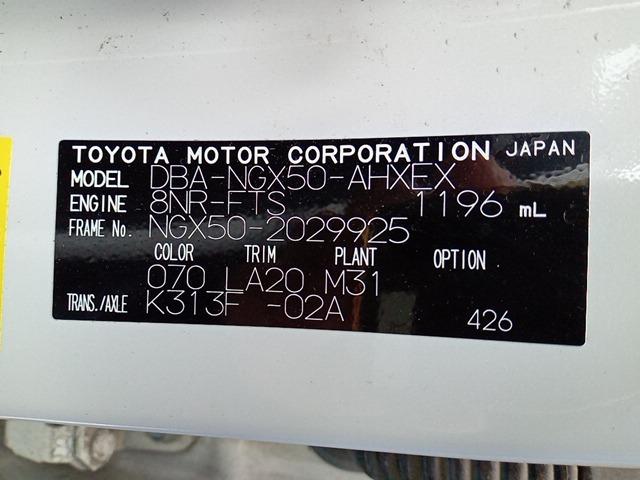 TOYOTA MOTOR CORPORATION JAPAN
MODEL DBA-NGX50-AHXEX
ENGINE 8NR-FTS 1196 mL
FRAME No. NGX50-2029925
COLOR TRIM PLANT OPTION
070 LA20 M31
TRANS./AXLE K313F -02A
426